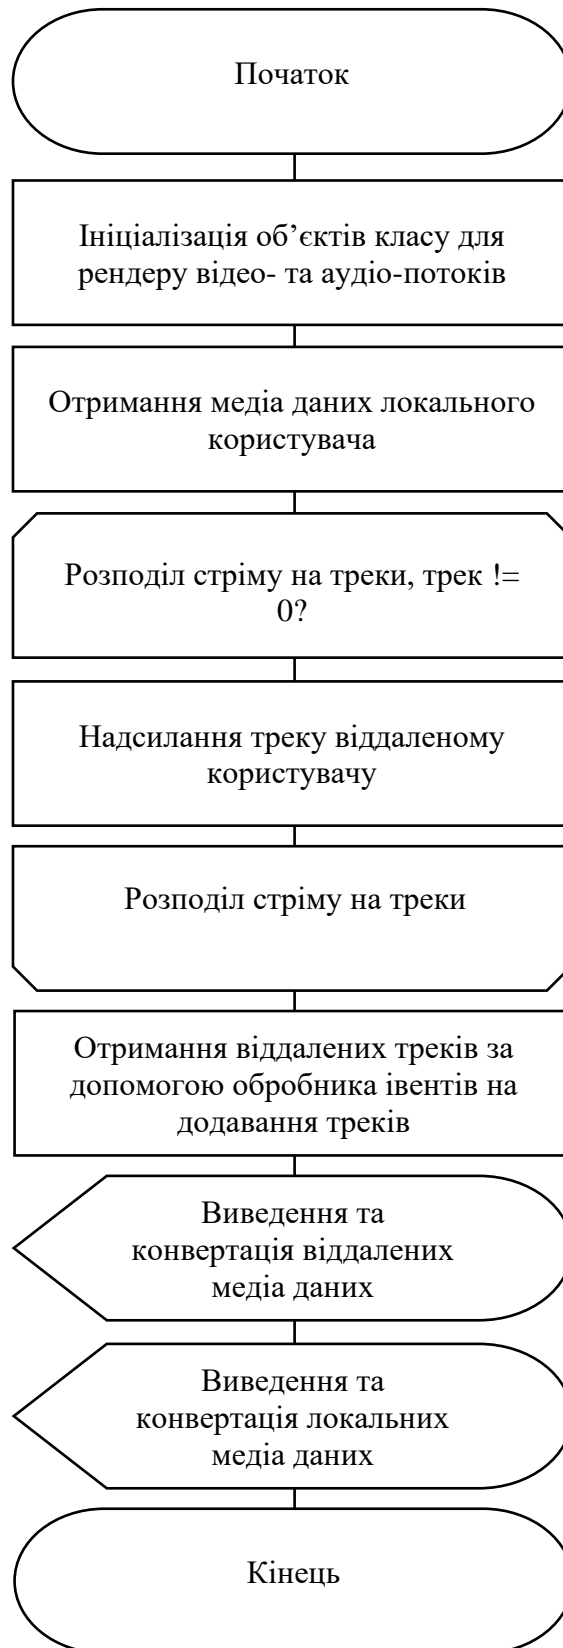 Початок
Ініціалізація об’єктів класу для
рендеру відео- та аудіо-потоків
Отримання медіа даних локального
користувача
Розподіл стріму на треки, трек !=
0?
Надсилання треку віддаленому
користувачу
Розподіл стріму на треки
Отримання віддалених треків за
допомогою обробника івентів на
додавання треків
Виведення та
конвертація віддалених
медіа даних
Виведення та
конвертація локальних
медіа даних
Кінець